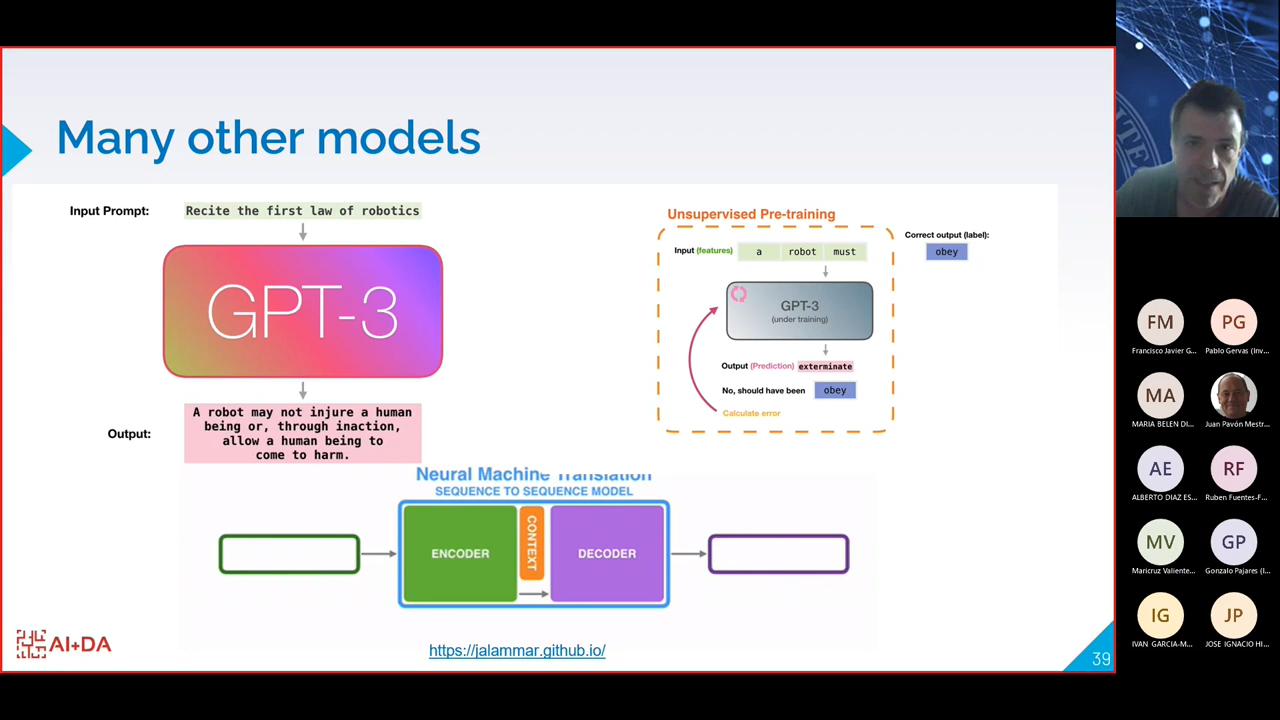 Many other models
Input Prompt:
Recite the first law of robotics
GPT-3
Output:
A robot may not injure a human
being or, through inaction,
allow a human being to
come to harm.
Unsupervised Pre-training
Input (features)
a robot must
Correct output (label):
obey
GPT-3
(under training)
Output (Prediction) exterminate
No, should have been obey
Calculate error
Neural Machine Translation
SEQUENCE TO SEQUENCE MODEL
ENCODER
CONTEXT
DECODER
AI+DA
https://jalammar.github.io/
39
FM
PG
Francisco Javier G...
Pablo Gervas (Inv...
MA
MARIA BELEN DI...
Juan Pavón Mestr...
AE
RF
ALBERTO DIAZ ES...
Ruben Fuentes-F...
MV
GP
Maricruz Valiente...
Gonzalo Pajares (I...
IG
JP
IVAN GARCIA-M...
JOSE IGNACIO HI...